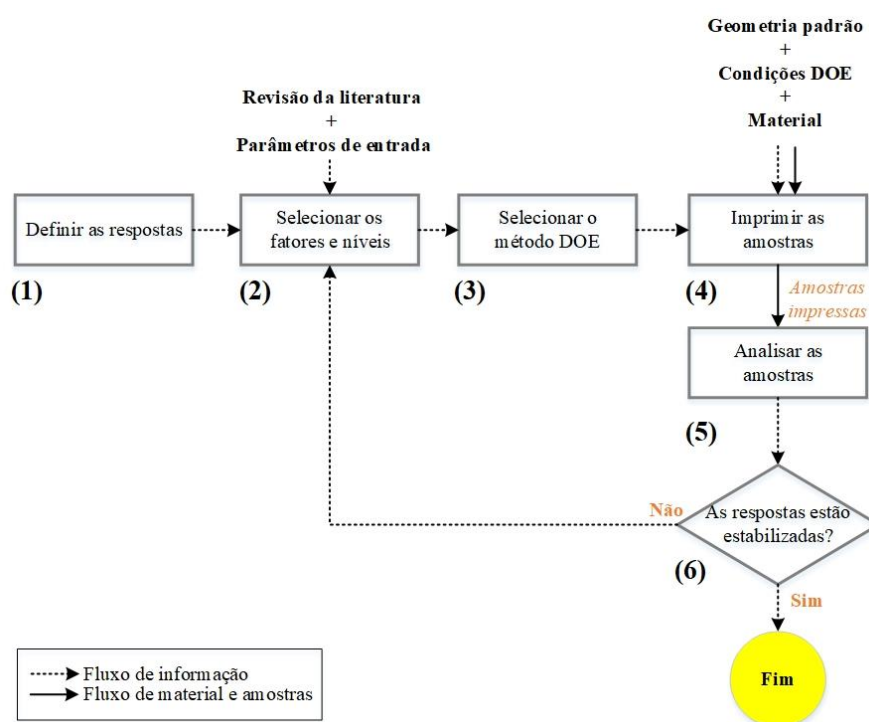 Geometria padrão
+
Condições DOE
+
Material
Revisão da literatura
+
Parâmetros de entrada
Definir as respostas
Selecionar os
fatores e níveis
Selecionar o
método DOE
Imprimir as
amostras
(1)
(2)
(3)
(4)
Amostras
impressas
Analisar as
amostras
(5)
Não
As respostas estão
estabilizadas?
(6)
Sim
Fim
Fluxo de informação
Fluxo de material e amostras